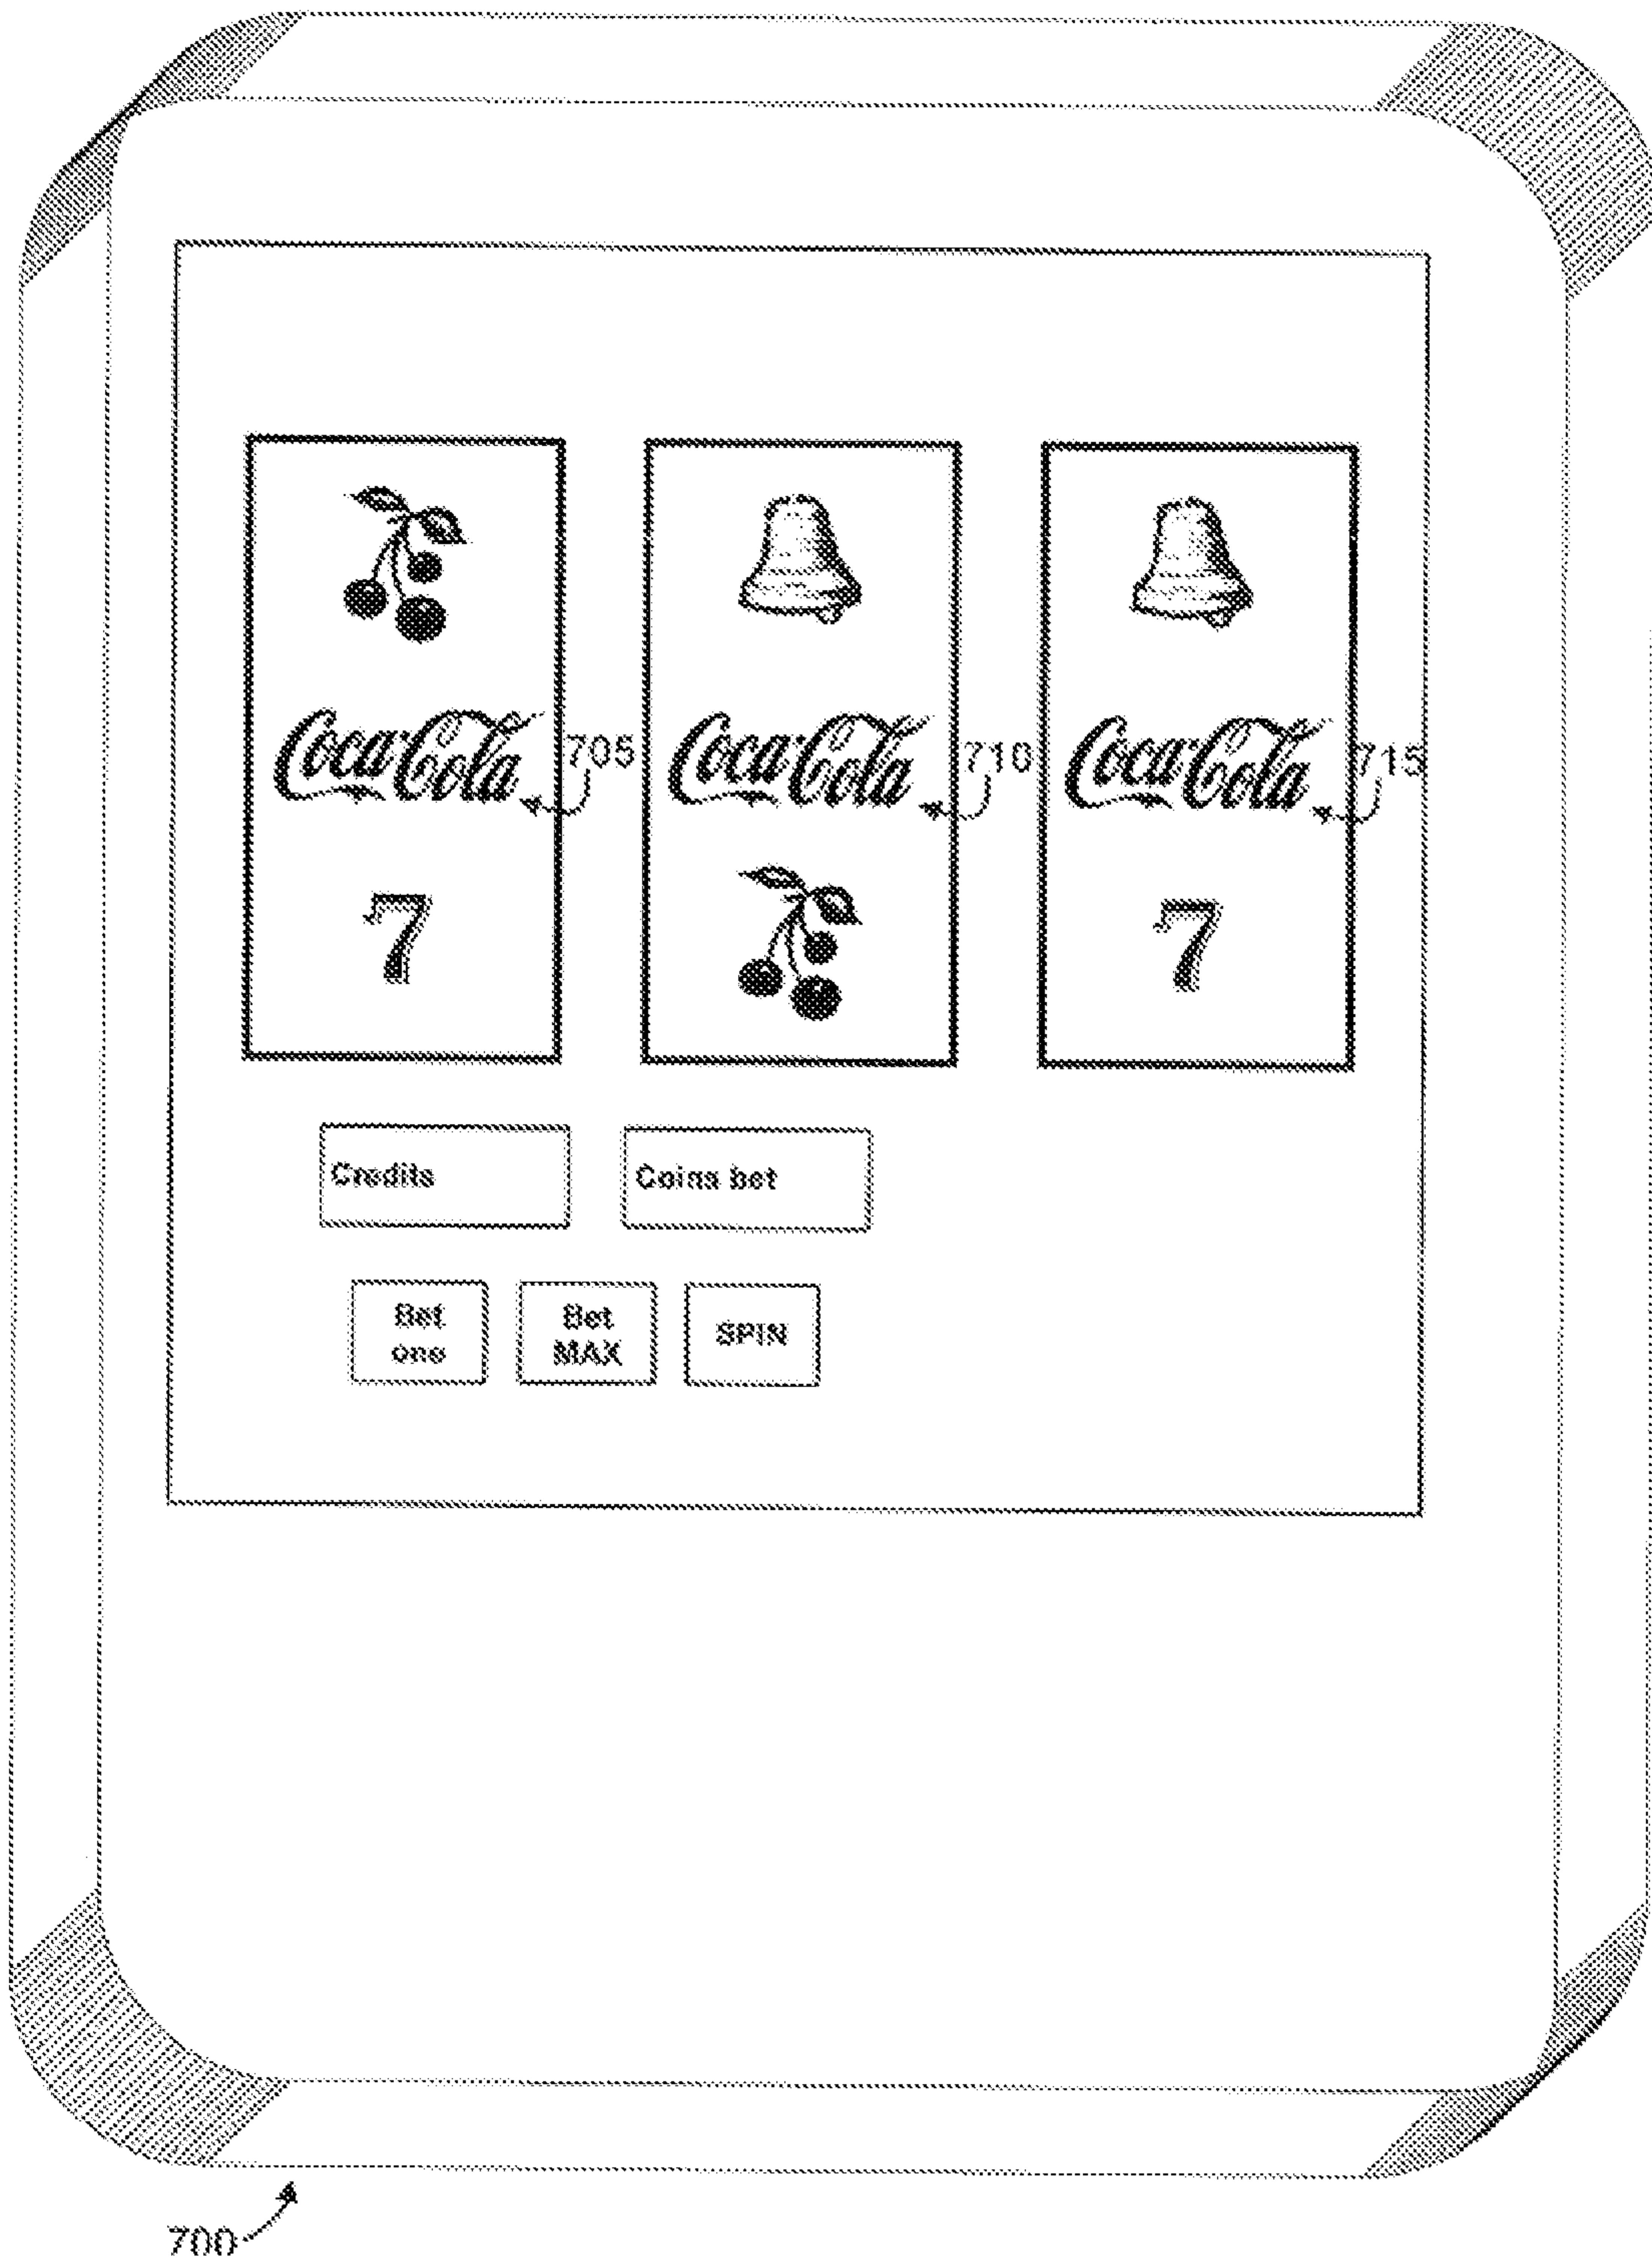 Coca-Cola 705 Coca-Cola 710 Coca-Cola 715
7 7
Credits Coins bet
Bet one Bet MAX SPIN
700